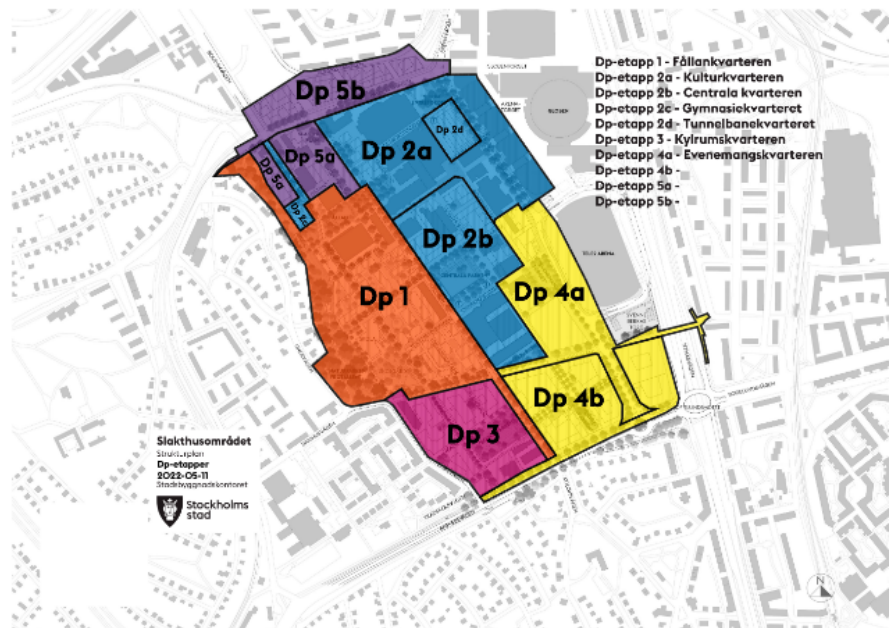 Dp-etapp 1 - Fållankvarteren
Dp-etapp 2a - Kulturkvarteren
Dp-etapp 2b - Centrala kvarteren
Dp-etapp 2c - Gymnasiekvarteret
Dp-etapp 2d - Tunnelbanekvarteret
Dp-etapp 3 - Kylrumskvarteren
Dp-etapp 4a - Evenemangskvarteren
Dp-etapp 4b -
Dp-etapp 5a -
Dp-etapp 5b -
Dp 5b
Dp 2d
Dp 5a
Dp 2a
Dp 5a
Dp 2c
Dp 2b
Dp 1
Dp 4a
TELE2 ARENA
Dp 4b
Dp 3
Slakthusområdet
Strukturplan
Dp-etapper
2022-05-11
Stadsbyggnadskontoret
Stockholms
stad
N